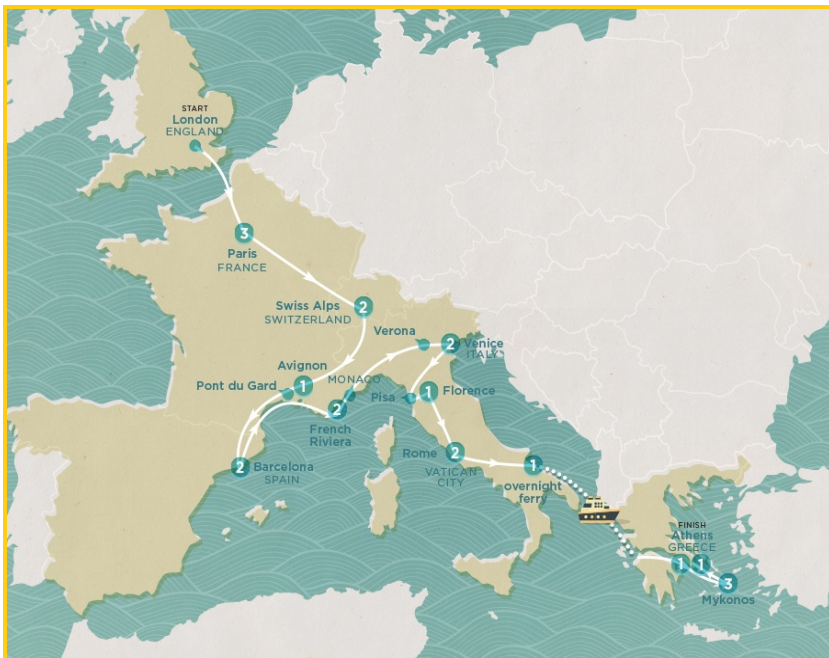 START
London
ENGLAND
3
Paris
FRANCE
2
Swiss Alps
SWITZERLAND
Verona
2
Venice
ITALY
Avignon
1
MONACO
Pont du Gard
Pisa
1
Florence
2
French
Riviera
2
Barcelona
SPAIN
Rome
2
VATICAN
CITY
1
overnight
ferry
FINISH
Athens
GREECE
1
1
3
Mykonos